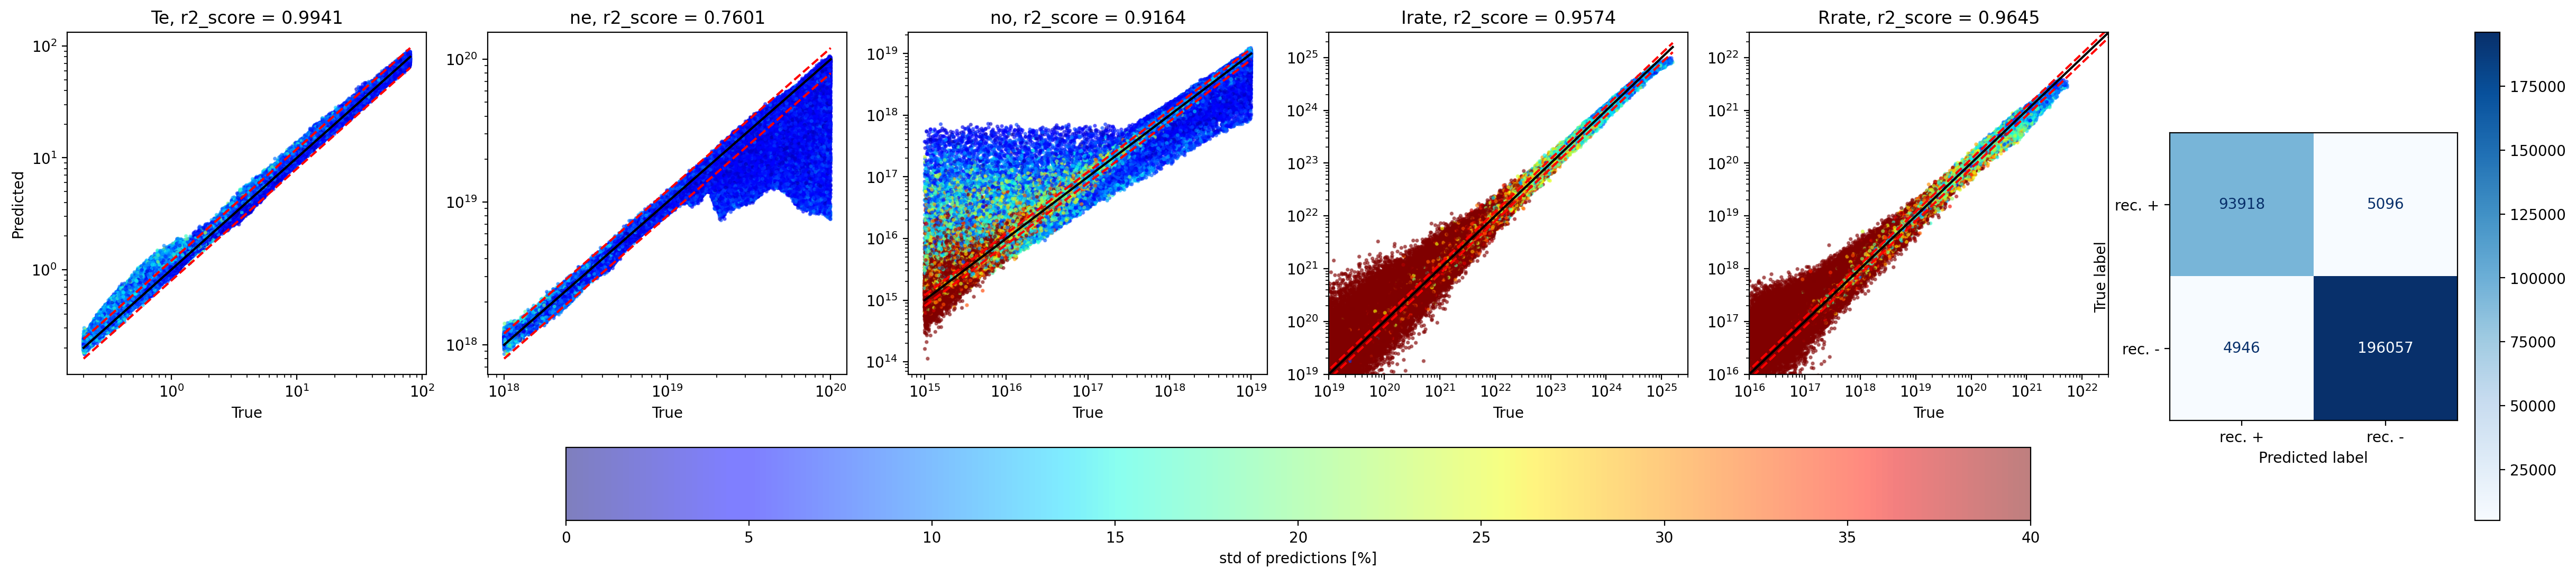 Te, r2_score = 0.9941
ne, r2_score = 0.7601
no, r2_score = 0.9164
Irate, r2_score = 0.9574
Rrate, r2_score = 0.9645
Predicted
10²
10¹
10⁰
10⁰ 10¹ 10²
True
10²⁰
10¹⁹
10¹⁸
10¹⁸ 10¹⁹ 10²⁰
True
10¹⁹
10¹⁸
10¹⁷
10¹⁶
10¹⁵
10¹⁴
10¹⁵ 10¹⁶ 10¹⁷ 10¹⁸ 10¹⁹
True
10²⁵
10²⁴
10²³
10²²
10²¹
10²⁰
10¹⁹
10¹⁹ 10²⁰ 10²¹ 10²² 10²³ 10²⁴ 10²⁵
True
10²²
10²¹
10²⁰
10¹⁹
10¹⁸
10¹⁷
10¹⁶
10¹⁶ 10¹⁷ 10¹⁸ 10¹⁹ 10²⁰ 10²¹ 10²²
True
True label
rec. + 93918 5096
rec. - 4946 196057
rec. + rec. -
Predicted label
175000
150000
125000
100000
75000
50000
25000
0 5 10 15 20 25 30 35 40
std of predictions [%]